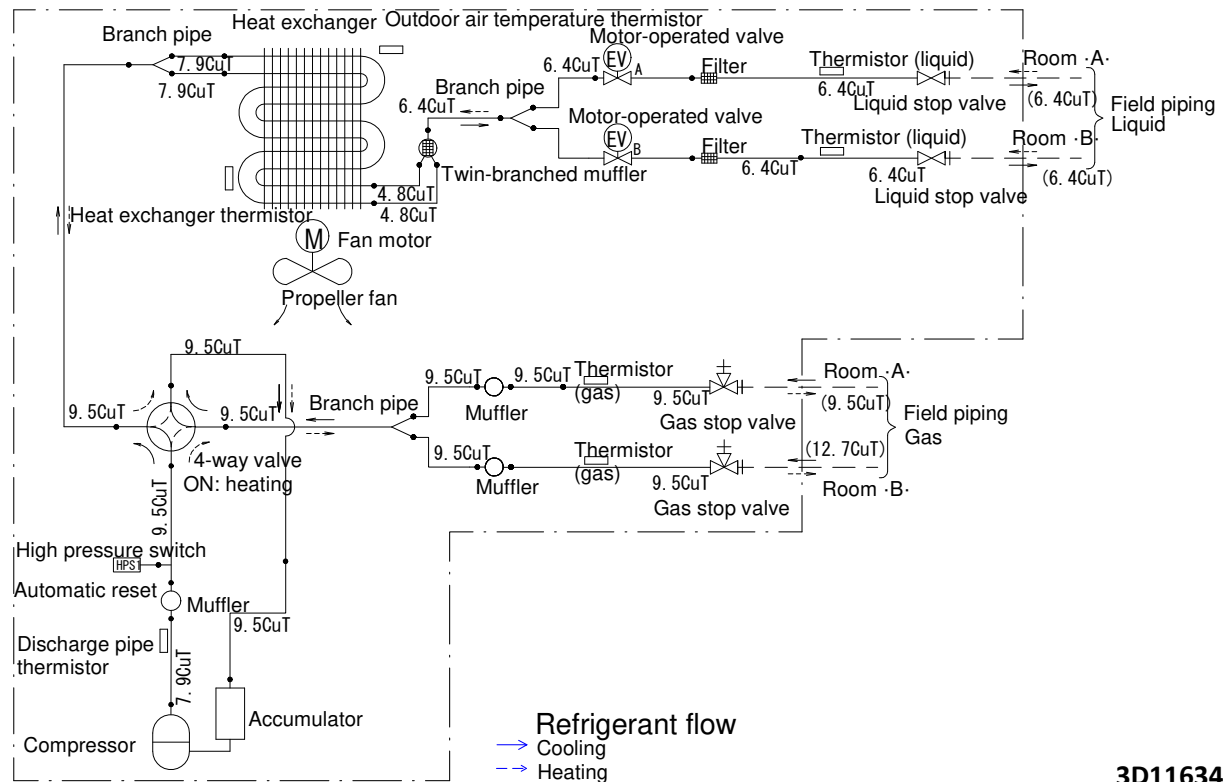 Heat exchanger
Outdoor air temperature thermistor
Branch pipe
Motor-operated valve
7.9CuT
7.9CuT
EV
A
6.4CuT
Filter
Thermistor (liquid)
Room ·A·
Branch pipe
6.4CuT
6.4CuT
(6.4CuT)
Liquid stop valve
Field piping
Liquid
Motor-operated valve
EV
B
Filter
Thermistor (liquid)
Room ·B·
Twin-branched muffler
6.4CuT
6.4CuT
(6.4CuT)
Liquid stop valve
4.8CuT
4.8CuT
Heat exchanger thermistor
M
Fan motor
Propeller fan
9.5CuT
9.5CuT
9.5CuT
Branch pipe
9.5CuT
9.5CuT
Thermistor
(gas)
Muffler
9.5CuT
Gas stop valve
Room ·A·
(9.5CuT)
Field piping
Gas
4-way valve
ON: heating
9.5CuT
Muffler
Thermistor
(gas)
9.5CuT
Gas stop valve
(12.7CuT)
Room ·B·
9.5CuT
High pressure switch
HPS1
Automatic reset
Muffler
9.5CuT
Discharge pipe
thermistor
7.9CuT
Accumulator
Compressor
Refrigerant flow
Cooling
Heating
3D11634